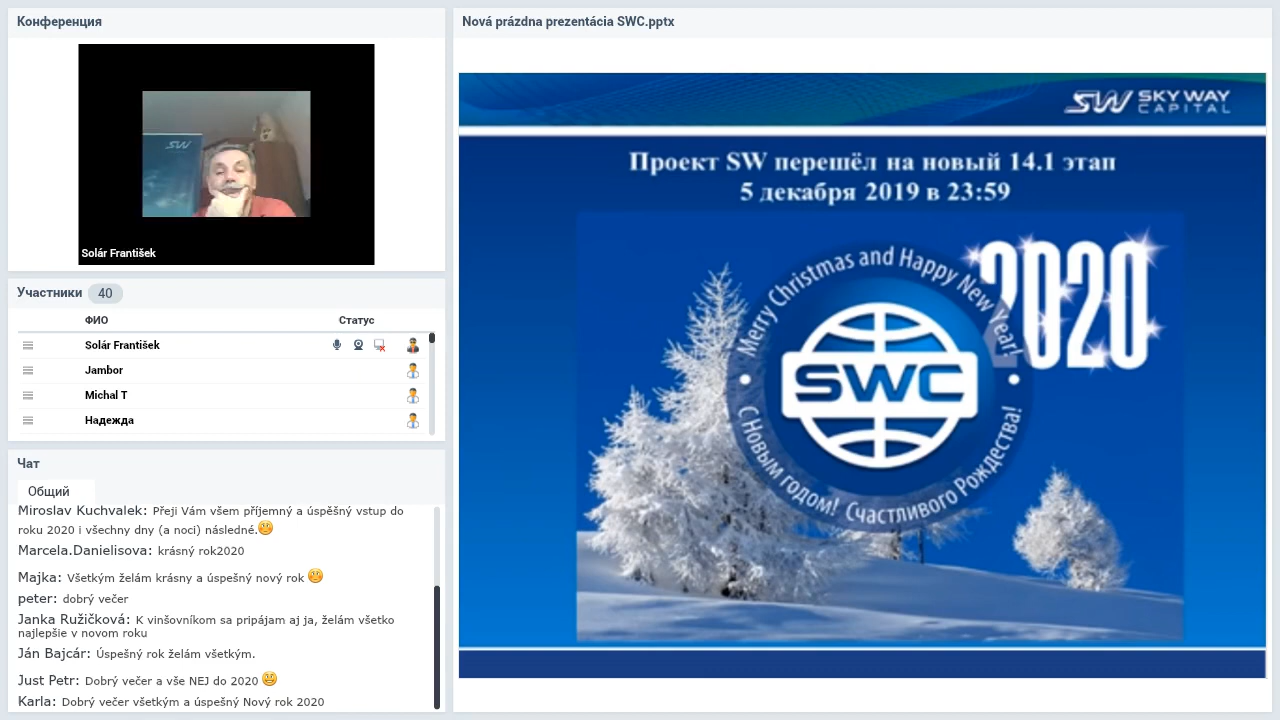 Конференция
SW
Solár František
Участники 40
ФИО Статус
Solár František
Jambor
Michal T
Надежда
Чат
Общий
Miroslav Kuchvalek: Přeji Vám všem příjemný a úspěšný vstup do
roku 2020 i všechny dny (a noci) následné.
Marcela.Danielisova: krásný rok2020
Majka: Všetkým želám krásny a úspešný nový rok
peter: dobrý večer
Janka Ružičková: K vinšovníkom sa pripájam aj ja, želám všetko
najlepšie v novom roku
Ján Bajcár: Úspešný rok želám všetkým.
Just Petr: Dobrý večer a vše NEJ do 2020
Karla: Dobrý večer všetkým a úspešný Nový rok 2020
Nová prázdna prezentácia SWC.pptx
SW SKY WAY
CAPITAL
Проект SW перешёл на новый 14.1 этап
5 декабря 2019 в 23:59
2020
Merry Christmas and Happy New Year!
SWC
С Новым годом! Счастливого Рождества!